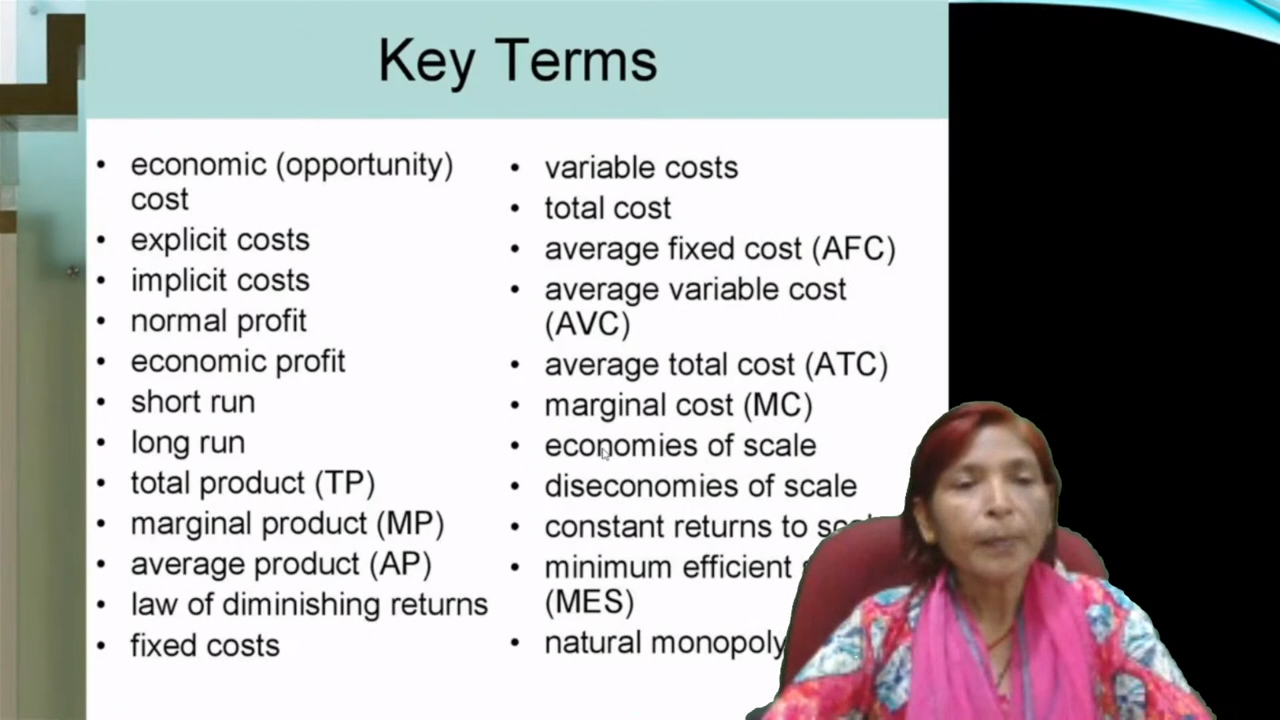 Key Terms
• economic (opportunity)
cost
• explicit costs
• implicit costs
• normal profit
• economic profit
• short run
• long run
• total product (TP)
• marginal product (MP)
• average product (AP)
• law of diminishing returns
• fixed costs
• variable costs
• total cost
• average fixed cost (AFC)
• average variable cost
(AVC)
• average total cost (ATC)
• marginal cost (MC)
• economies of scale
• diseconomies of scale
• constant returns to
• minimum efficient
(MES)
• natural monopoly